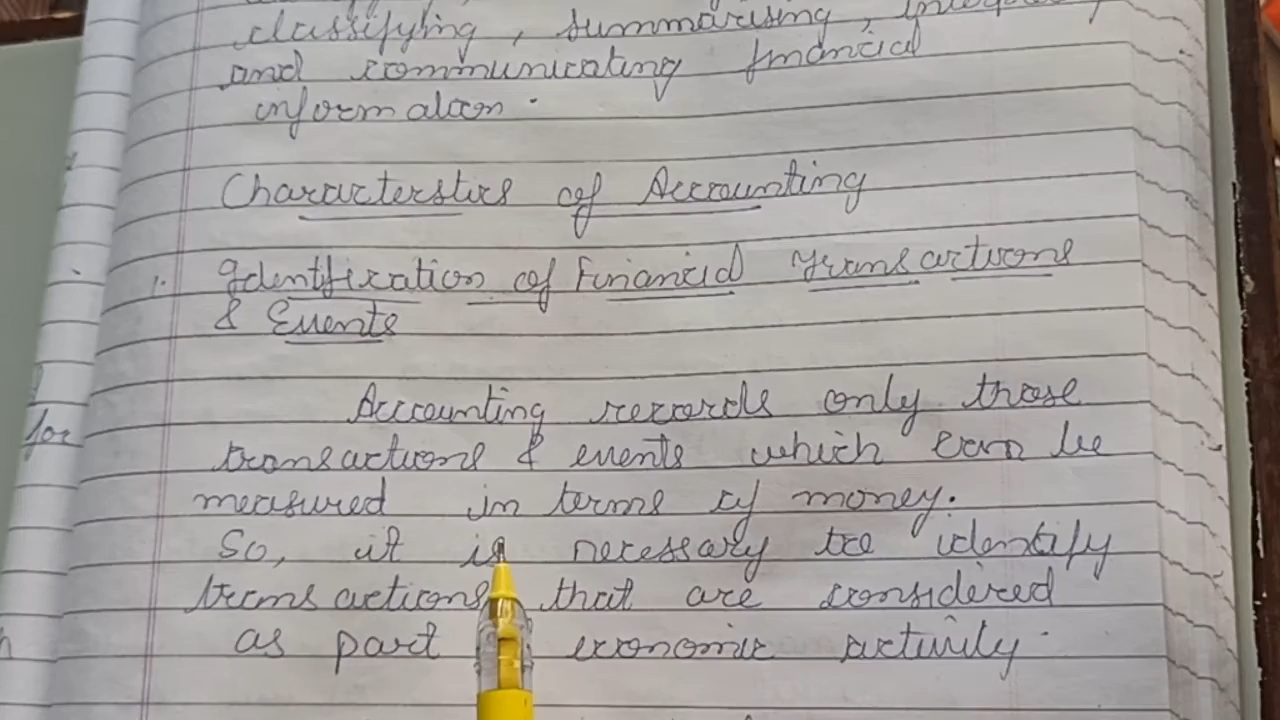 classifying, summarising,
and communicating financial
information.
Characterstics of Accounting
1. Identification of Financial transactions
& Events
for
Accounting records only those
transactions & events which can be
measured in terms of money.
So, it is necessary to identify
transactions that are considered
as part economic activity.